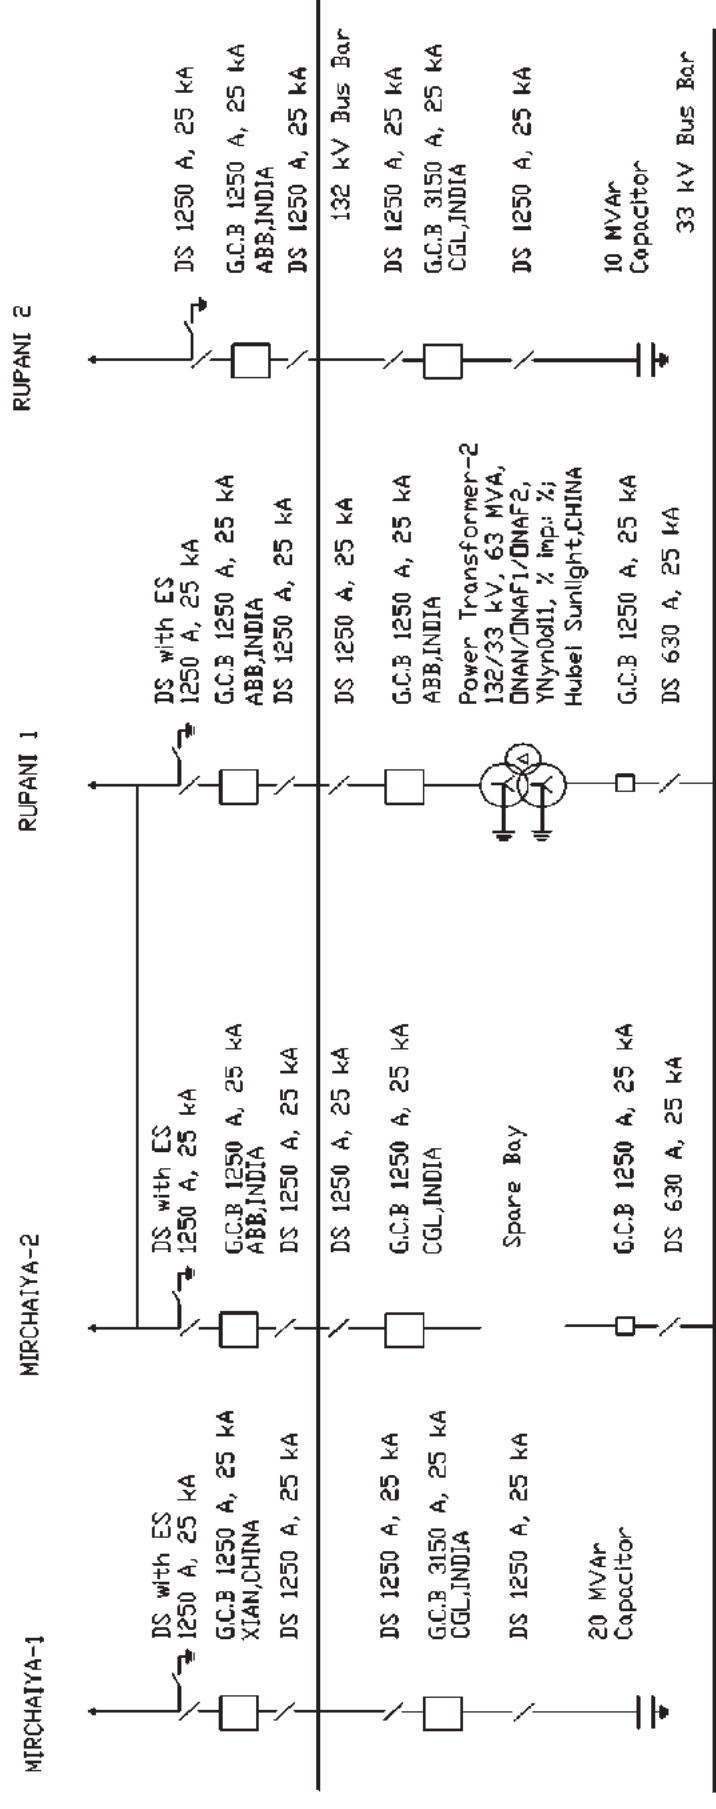 MIRCHAIYA-1
DS with ES
1250 A, 25 kA
G.C.B 1250 A, 25 kA
XIAN,CHINA
DS 1250 A, 25 kA
DS 1250 A, 25 kA
G.C.B 3150 A, 25 kA
CGL,INDIA
DS 1250 A, 25 kA
20 MVAr
Capacitor
MIRCHAIYA-2
DS with ES
1250 A, 25 kA
G.C.B 1250 A, 25 kA
ABB,INDIA
DS 1250 A, 25 kA
DS 1250 A, 25 kA
G.C.B 1250 A, 25 kA
CGL,INDIA
Spare Bay
G.C.B 1250 A, 25 kA
DS 630 A, 25 kA
RUPANI 1
DS with ES
1250 A, 25 kA
G.C.B 1250 A, 25 kA
ABB,INDIA
DS 1250 A, 25 kA
DS 1250 A, 25 kA
G.C.B 1250 A, 25 kA
ABB,INDIA
Power Transformer-2
132/33 kV, 63 MVA,
ONAN/ONAF1/ONAF2,
YNyn0d11, % imp.: %;
Hubei Sunlight,CHINA
G.C.B 1250 A, 25 kA
DS 630 A, 25 kA
RUPANI 2
DS 1250 A, 25 kA
G.C.B 1250 A, 25 kA
ABB,INDIA
DS 1250 A, 25 kA
132 kV Bus Bar
DS 1250 A, 25 kA
G.C.B 3150 A, 25 kA
CGL,INDIA
DS 1250 A, 25 kA
10 MVAr
Capacitor
33 kV Bus Bar